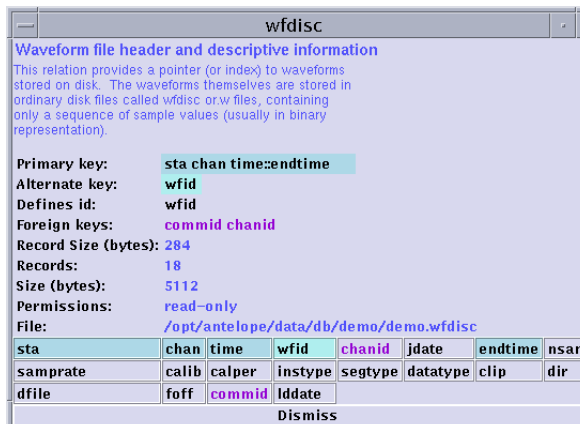 wfdisc
Waveform file header and descriptive information
This relation provides a pointer (or index) to waveforms
stored on disk.  The waveforms themselves are stored in
ordinary disk files called wfdisc or.w files, containing
only a sequence of sample values (usually in binary
representation).
Primary key: sta chan time::endtime
Alternate key: wfid
Defines id: wfid
Foreign keys: commid chanid
Record Size (bytes): 284
Records: 18
Size (bytes): 5112
Permissions: read-only
File: /opt/antelope/data/db/demo/demo.wfdisc
sta chan time wfid chanid jdate endtime nsar
samprate calib calper instype segtype datatype clip dir
dfile foff commid lddate
Dismiss